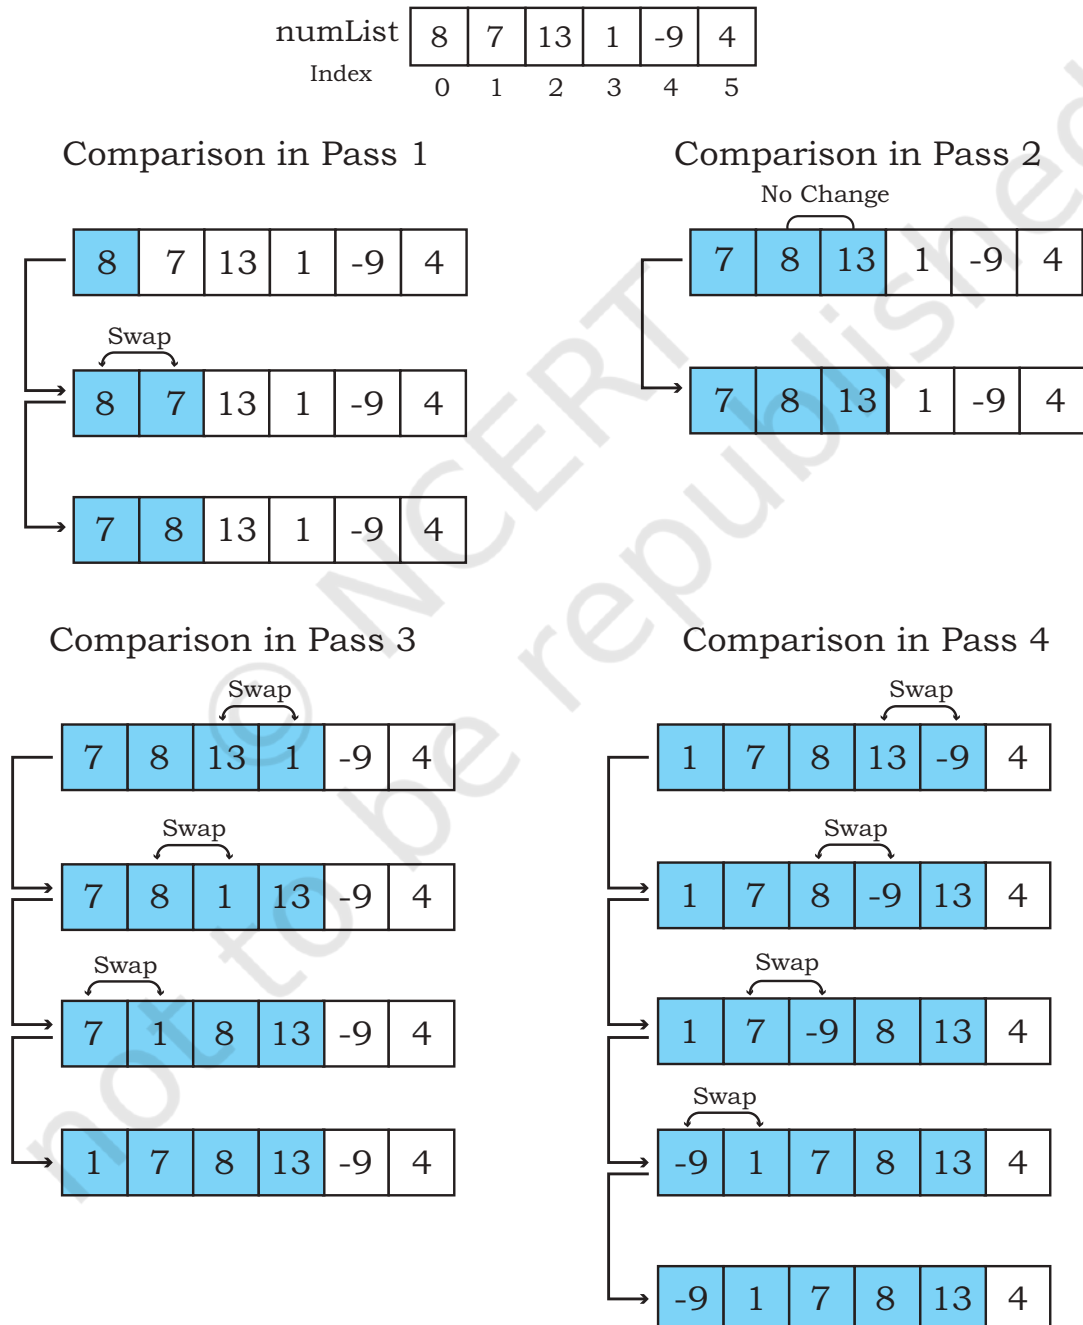 numList 8 7 13 1 -9 4
Index 0 1 2 3 4 5
Comparison in Pass 1
8 7 13 1 -9 4
Swap
8 7 13 1 -9 4
7 8 13 1 -9 4
Comparison in Pass 2
No Change
7 8 13 1 -9 4
7 8 13 1 -9 4
Comparison in Pass 3
Swap
7 8 13 1 -9 4
Swap
7 8 1 13 -9 4
Swap
7 1 8 13 -9 4
1 7 8 13 -9 4
Comparison in Pass 4
Swap
1 7 8 13 -9 4
Swap
1 7 8 -9 13 4
Swap
1 7 -9 8 13 4
Swap
-9 1 7 8 13 4
-9 1 7 8 13 4
© NCERT
not to be republished